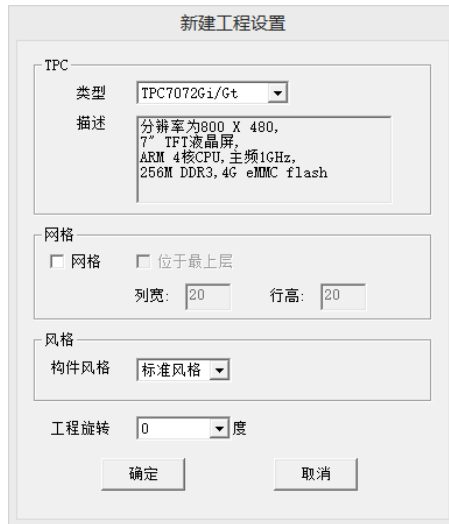 新建工程设置
TPC
类型 TPC7072Gi/Gt
描述
分辨率为800 X 480,
7" TFT液晶屏,
ARM 4核CPU,主频1GHz,
256M DDR3,4G eMMC flash
网格
网格 位于最上层
列宽: 20 行高: 20
风格
构件风格 标准风格
工程旋转 0 度
确定 取消